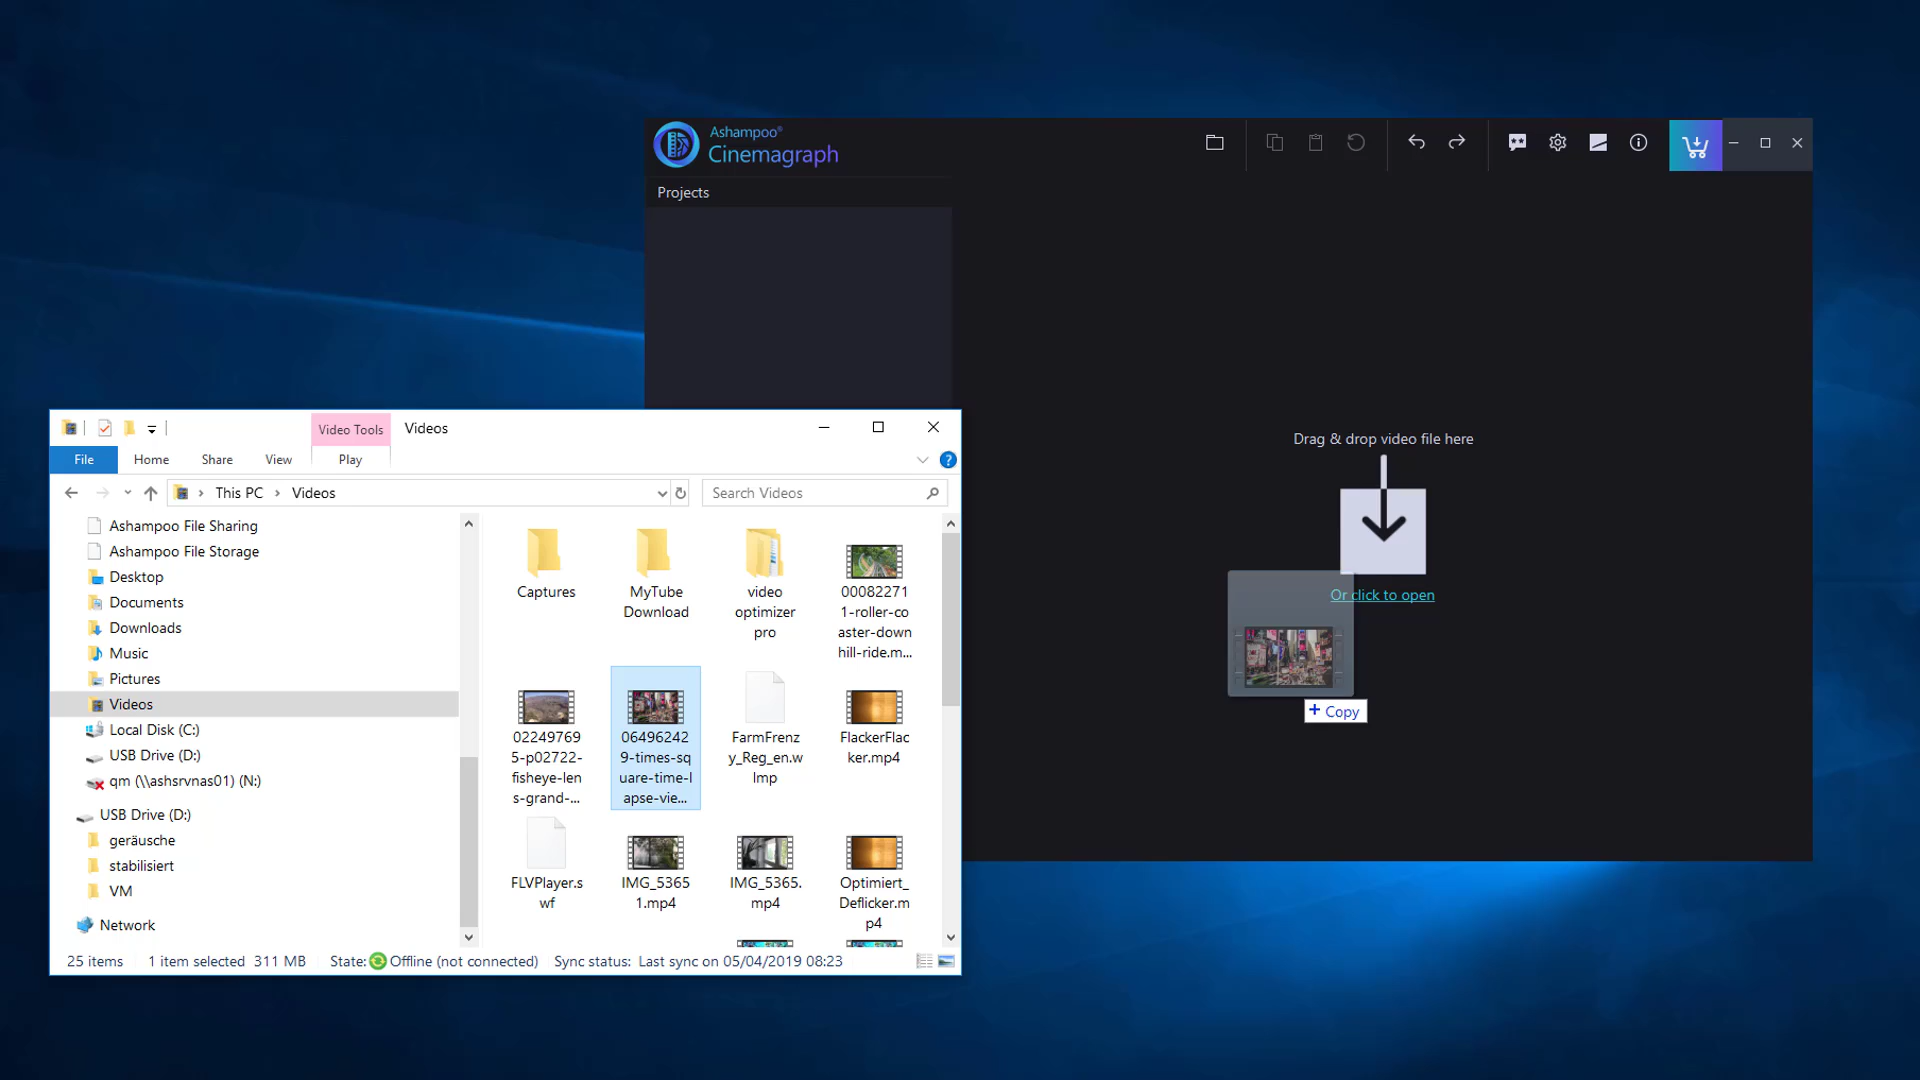 Ashampoo®
Cinemagraph
Projects
Drag & drop video file here
Or click to open
+ Copy
Video Tools
Videos
File
Home
Share
View
Play
This PC
Videos
Search Videos
Ashampoo File Sharing
Ashampoo File Storage
Desktop
Documents
Downloads
Music
Pictures
Videos
Local Disk (C:)
USB Drive (D:)
qm (\\ashsrvnas01) (N:)
USB Drive (D:)
geräusche
stabilisiert
VM
Network
Captures
MyTube
Download
video
optimizer
pro
00082271
1-roller-co
aster-down
hill-ride.m...
02249769
5-p02722-
fisheye-len
s-grand-...
06496242
9-times-sq
uare-time-l
apse-vie...
FarmFrenz
y_Reg_en.w
lmp
FlackerFlac
ker.mp4
FLVPlayer.s
wf
IMG_5365
1.mp4
IMG_5365.
mp4
Optimiert_
Deflicker.m
p4
25 items
1 item selected 311 MB
State: Offline (not connected)
Sync status: Last sync on 05/04/2019 08:23